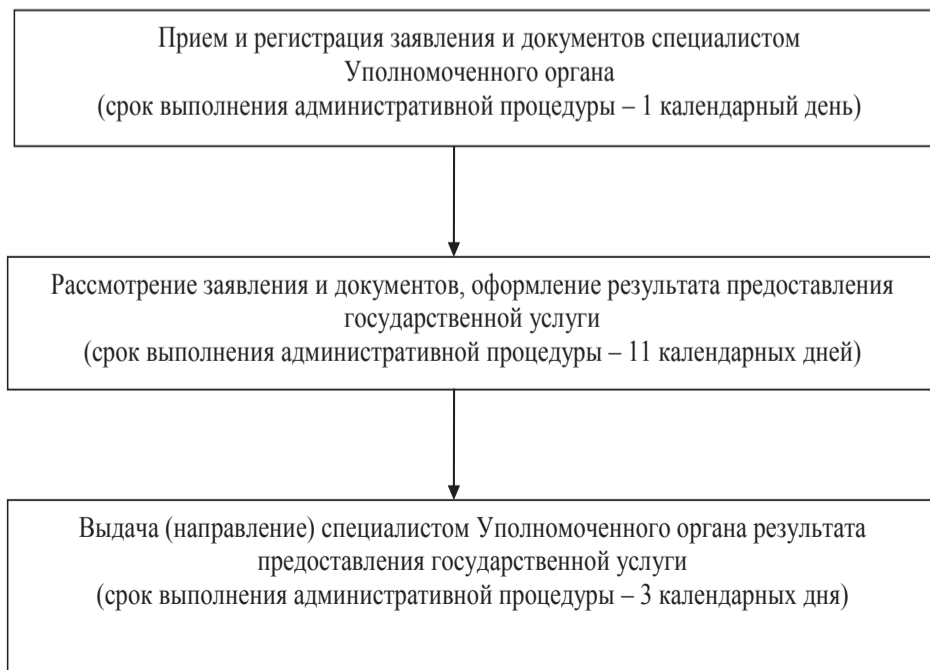 Прием и регистрация заявления и документов специалистом
Уполномоченного органа
(срок выполнения административной процедуры – 1 календарный день)
Рассмотрение заявления и документов, оформление результата предоставления
государственной услуги
(срок выполнения административной процедуры – 11 календарных дней)
Выдача (направление) специалистом Уполномоченного органа результата
предоставления государственной услуги
(срок выполнения административной процедуры – 3 календарных дня)